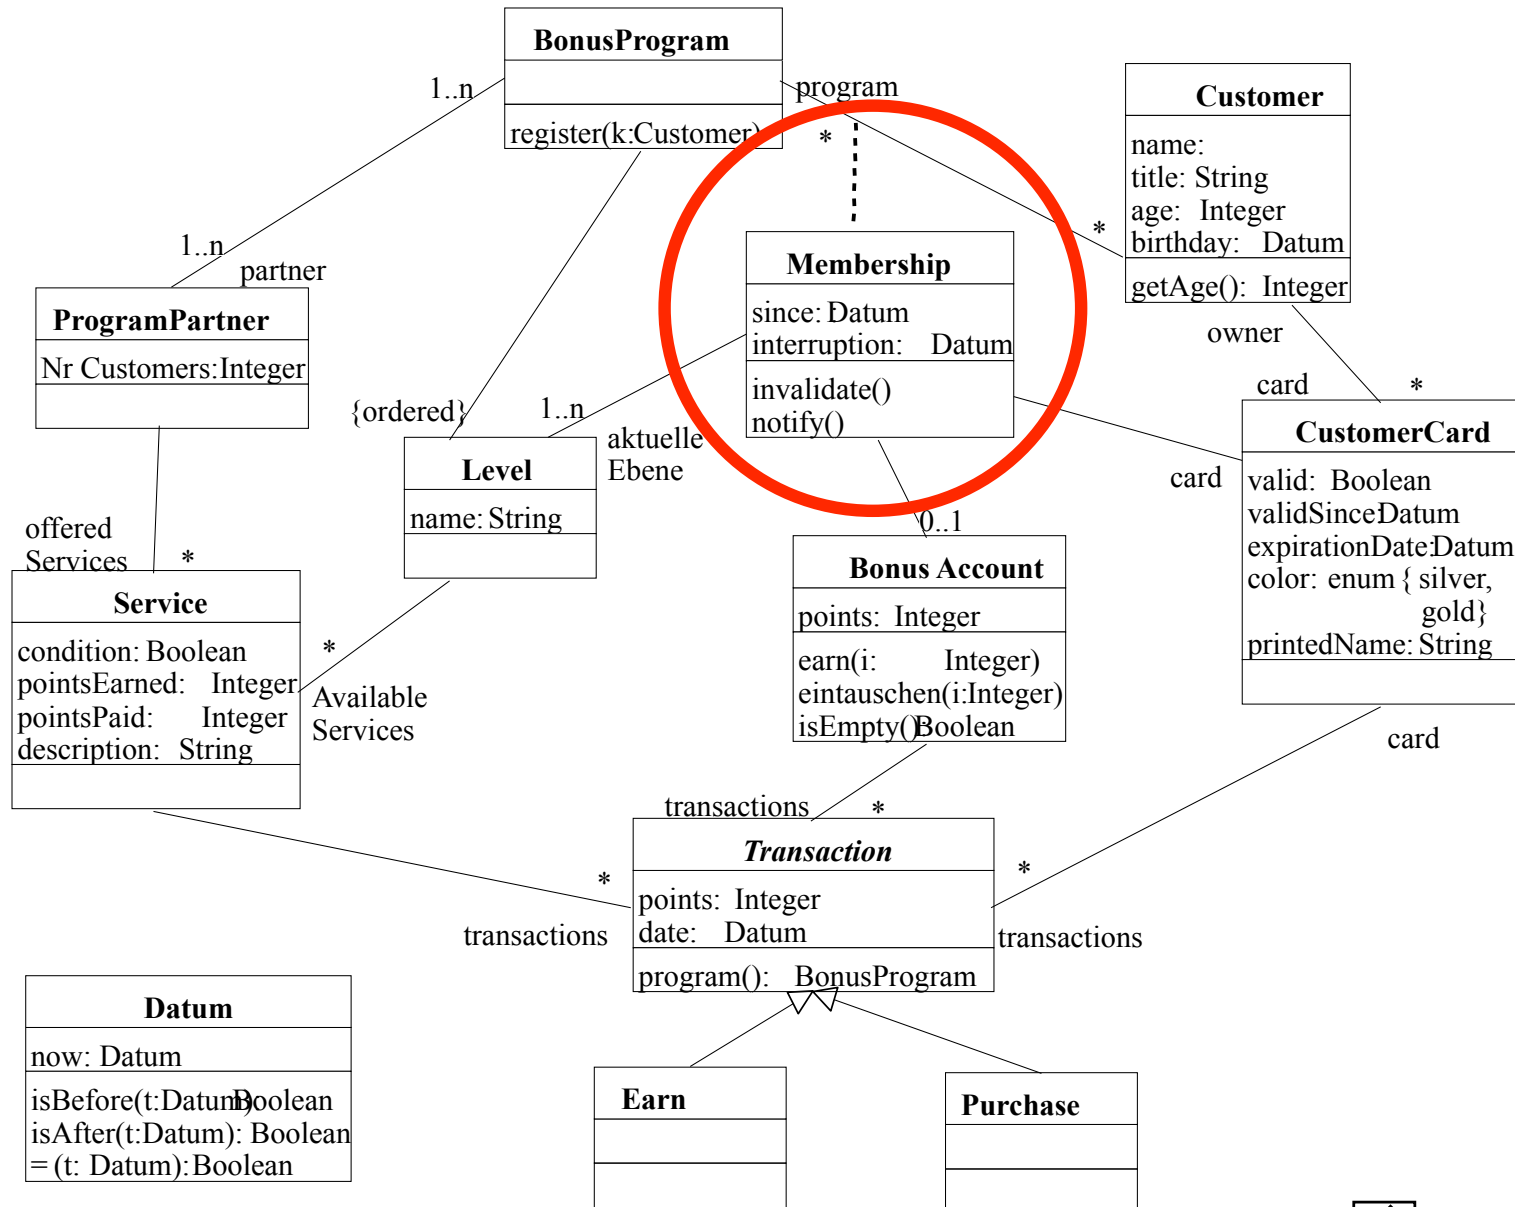 BonusProgram
register(k:Customer)
1..n
program
*
Customer
name:
title: String
age: Integer
birthday: Datum
getAge(): Integer
*
1..n
partner
ProgramPartner
Nr Customers:Integer
Membership
since: Datum
interruption: Datum
invalidate()
notify()
owner
card
*
{ordered}
1..n
aktuelle
Ebene
Level
name: String
card
CustomerCard
valid: Boolean
validSince:Datum
expirationDate:Datum
color: enum { silver,
gold}
printedName: String
offered
Services
*
0..1
Bonus Account
points: Integer
earn(i: Integer)
eintauschen(i:Integer)
isEmpty():Boolean
Service
condition: Boolean
pointsEarned: Integer
pointsPaid: Integer
description: String
*
Available
Services
card
transactions
*
Transaction
points: Integer
date: Datum
program(): BonusProgram
*
transactions
*
transactions
Datum
now: Datum
isBefore(t:Datum):Boolean
isAfter(t:Datum): Boolean
= (t: Datum):Boolean
Earn
Purchase